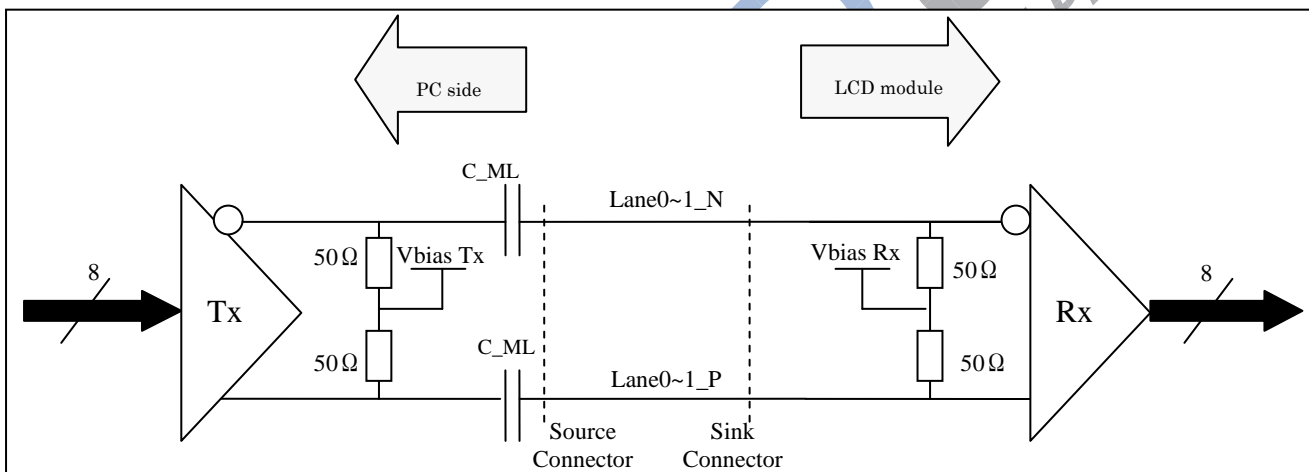 PC side
LCD module
C_ML
Lane0~1_N
50Ω
Vbias Tx
Vbias Rx
50Ω
8
Tx
Rx
8
50Ω
C_ML
50Ω
Lane0~1_P
Source
Connector
Sink
Connector